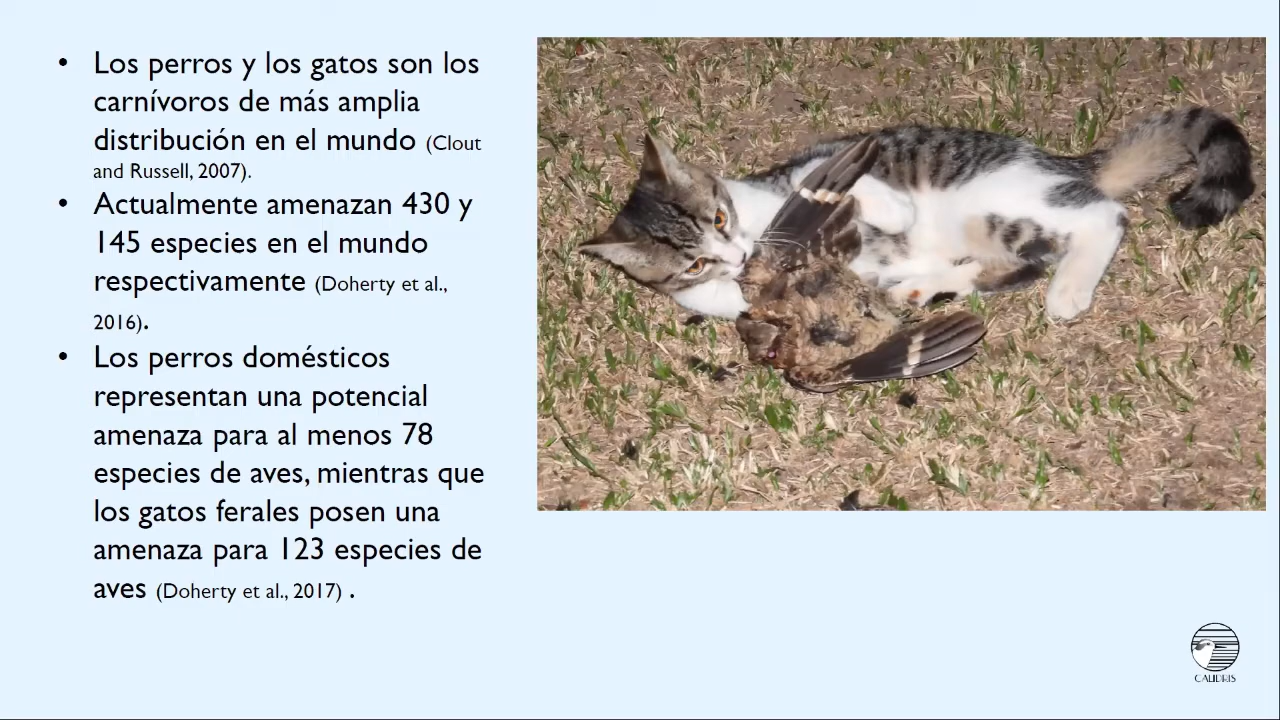 • Los perros y los gatos son los
carnívoros de más amplia
distribución en el mundo (Clout
and Russell, 2007).
• Actualmente amenazan 430 y
145 especies en el mundo
respectivamente (Doherty et al.,
2016).
• Los perros domésticos
representan una potencial
amenaza para al menos 78
especies de aves, mientras que
los gatos ferales posen una
amenaza para 123 especies de
aves (Doherty et al., 2017) .
CALIDRIS